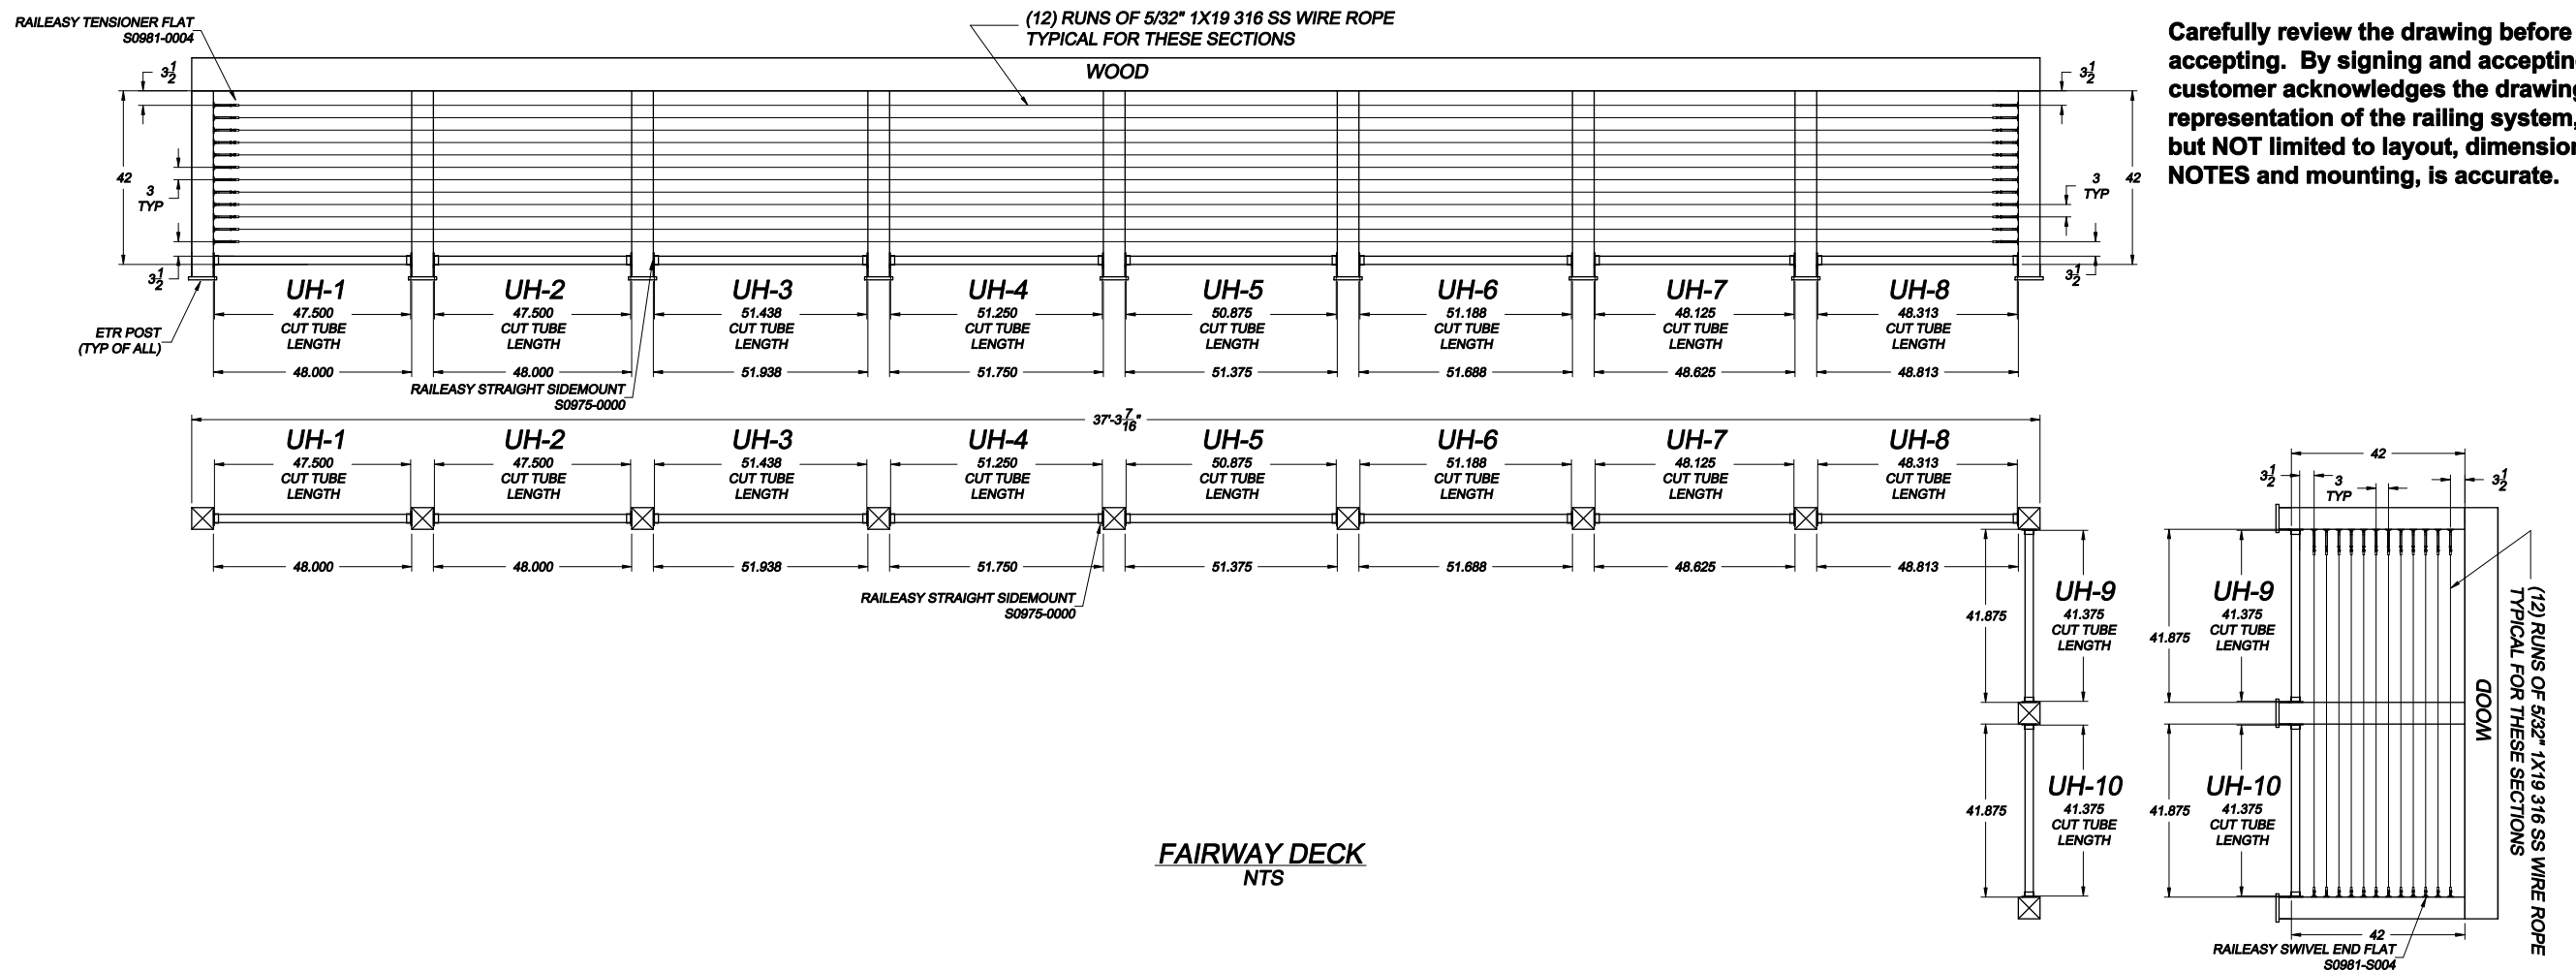 RAILEASY TENSIONER FLAT
S0981-0004
(12) RUNS OF 5/32" 1X19 316 SS WIRE ROPE
TYPICAL FOR THESE SECTIONS
WOOD
Carefully review the drawing before
accepting. By signing and accepting
customer acknowledges the drawing
representation of the railing system,
but NOT limited to layout, dimension
NOTES and mounting, is accurate.
3 1/2
3 1/2
42
3
TYP
3
TYP
42
3 1/2
3 1/2
ETR POST
(TYP OF ALL)
UH-1
47.500
CUT TUBE
LENGTH
48.000
UH-2
47.500
CUT TUBE
LENGTH
48.000
UH-3
51.438
CUT TUBE
LENGTH
51.938
UH-4
51.250
CUT TUBE
LENGTH
51.750
UH-5
50.875
CUT TUBE
LENGTH
51.375
UH-6
51.188
CUT TUBE
LENGTH
51.688
UH-7
48.125
CUT TUBE
LENGTH
48.625
UH-8
48.313
CUT TUBE
LENGTH
48.813
RAILEASY STRAIGHT SIDEMOUNT
S0975-0000
37'-3 7/16"
UH-1
47.500
CUT TUBE
LENGTH
48.000
UH-2
47.500
CUT TUBE
LENGTH
48.000
UH-3
51.438
CUT TUBE
LENGTH
51.938
UH-4
51.250
CUT TUBE
LENGTH
51.750
UH-5
50.875
CUT TUBE
LENGTH
51.375
UH-6
51.188
CUT TUBE
LENGTH
51.688
UH-7
48.125
CUT TUBE
LENGTH
48.625
UH-8
48.313
CUT TUBE
LENGTH
48.813
RAILEASY STRAIGHT SIDEMOUNT
S0975-0000
41.875
UH-9
41.375
CUT TUBE
LENGTH
41.875
UH-10
41.375
CUT TUBE
LENGTH
42
3 1/2
3
TYP
3 1/2
41.875
UH-9
41.375
CUT TUBE
LENGTH
41.875
UH-10
41.375
CUT TUBE
LENGTH
WOOD
(12) RUNS OF 5/32" 1X19 316 SS WIRE ROPE
TYPICAL FOR THESE SECTIONS
42
RAILEASY SWIVEL END FLAT
S0981-S004
FAIRWAY DECK
NTS